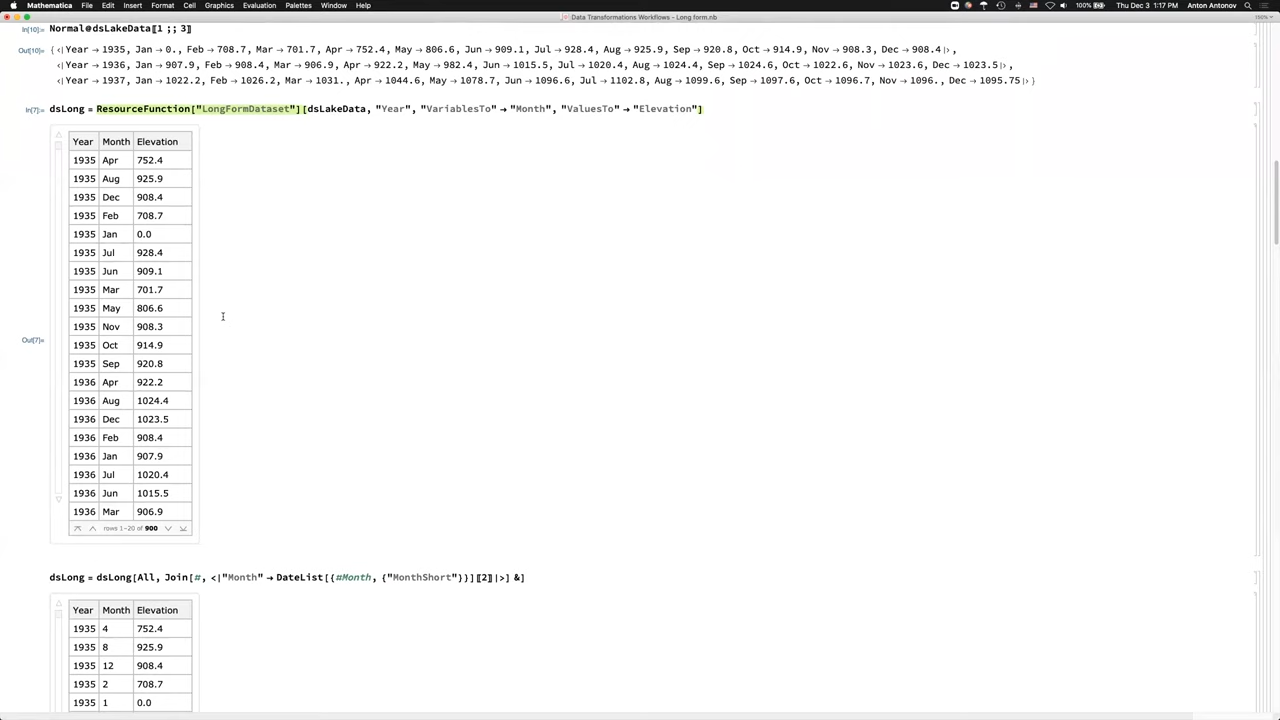 Mathematica File Edit Insert Format Cell Graphics Evaluation Palettes Window Help 100% Thu Dec 3 1:17 PM Anton Antonov
Data Transformations Workflows - Long form.nb
150%
In[10]:= Normal@dsLakeData〚1 ;; 3〛
Out[10]= {<|Year → 1935, Jan → 0., Feb → 708.7, Mar → 701.7, Apr → 752.4, May → 806.6, Jun → 909.1, Jul → 928.4, Aug → 925.9, Sep → 920.8, Oct → 914.9, Nov → 908.3, Dec → 908.4|>,
<|Year → 1936, Jan → 907.9, Feb → 908.4, Mar → 906.9, Apr → 922.2, May → 982.4, Jun → 1015.5, Jul → 1020.4, Aug → 1024.4, Sep → 1024.6, Oct → 1022.6, Nov → 1023.6, Dec → 1023.5|>,
<|Year → 1937, Jan → 1022.2, Feb → 1026.2, Mar → 1031., Apr → 1044.6, May → 1078.7, Jun → 1096.6, Jul → 1102.8, Aug → 1099.6, Sep → 1097.6, Oct → 1096.7, Nov → 1096., Dec → 1095.75|>}
In[7]:= dsLong = ResourceFunction["LongFormDataset"][dsLakeData, "Year", "VariablesTo" → "Month", "ValuesTo" → "Elevation"]
Year Month Elevation
1935 Apr 752.4
1935 Aug 925.9
1935 Dec 908.4
1935 Feb 708.7
1935 Jan 0.0
1935 Jul 928.4
1935 Jun 909.1
1935 Mar 701.7
1935 May 806.6
1935 Nov 908.3
Out[7]= 1935 Oct 914.9
1935 Sep 920.8
1936 Apr 922.2
1936 Aug 1024.4
1936 Dec 1023.5
1936 Feb 908.4
1936 Jan 907.9
1936 Jul 1020.4
1936 Jun 1015.5
1936 Mar 906.9
rows 1–20 of 900
dsLong = dsLong[All, Join[#, <|"Month" → DateList[{#Month, {"MonthShort"}}]〚2〛|>] &]
Year Month Elevation
1935 4 752.4
1935 8 925.9
1935 12 908.4
1935 2 708.7
1935 1 0.0